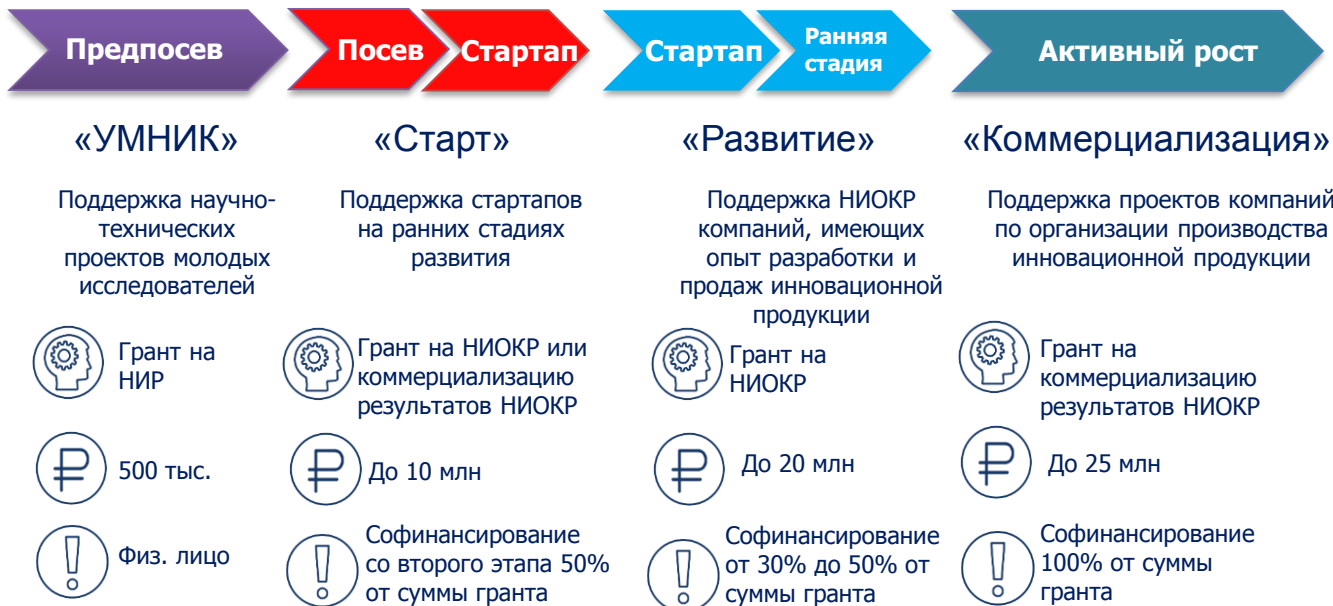 Предпосев
Посев
Стартап
Стартап
Ранняя
стадия
Активный рост
«УМНИК»
«Старт»
«Развитие»
«Коммерциализация»
Поддержка научно-
технических
проектов молодых
исследователей
Поддержка стартапов
на ранних стадиях
развития
Поддержка НИОКР
компаний, имеющих
опыт разработки и
продаж инновационной
продукции
Поддержка проектов компаний
по организации производства
инновационной продукции
Грант на
НИР
Грант на НИОКР или
коммерциализацию
результатов НИОКР
Грант на
НИОКР
Грант на
коммерциализацию
результатов НИОКР
₽
500 тыс.
₽
До 10 млн
₽
До 20 млн
₽
До 25 млн
!
Физ. лицо
!
Софинансирование
со второго этапа 50%
от суммы гранта
!
Софинансирование
от 30% до 50% от
суммы гранта
!
Софинансирование
100% от суммы
гранта